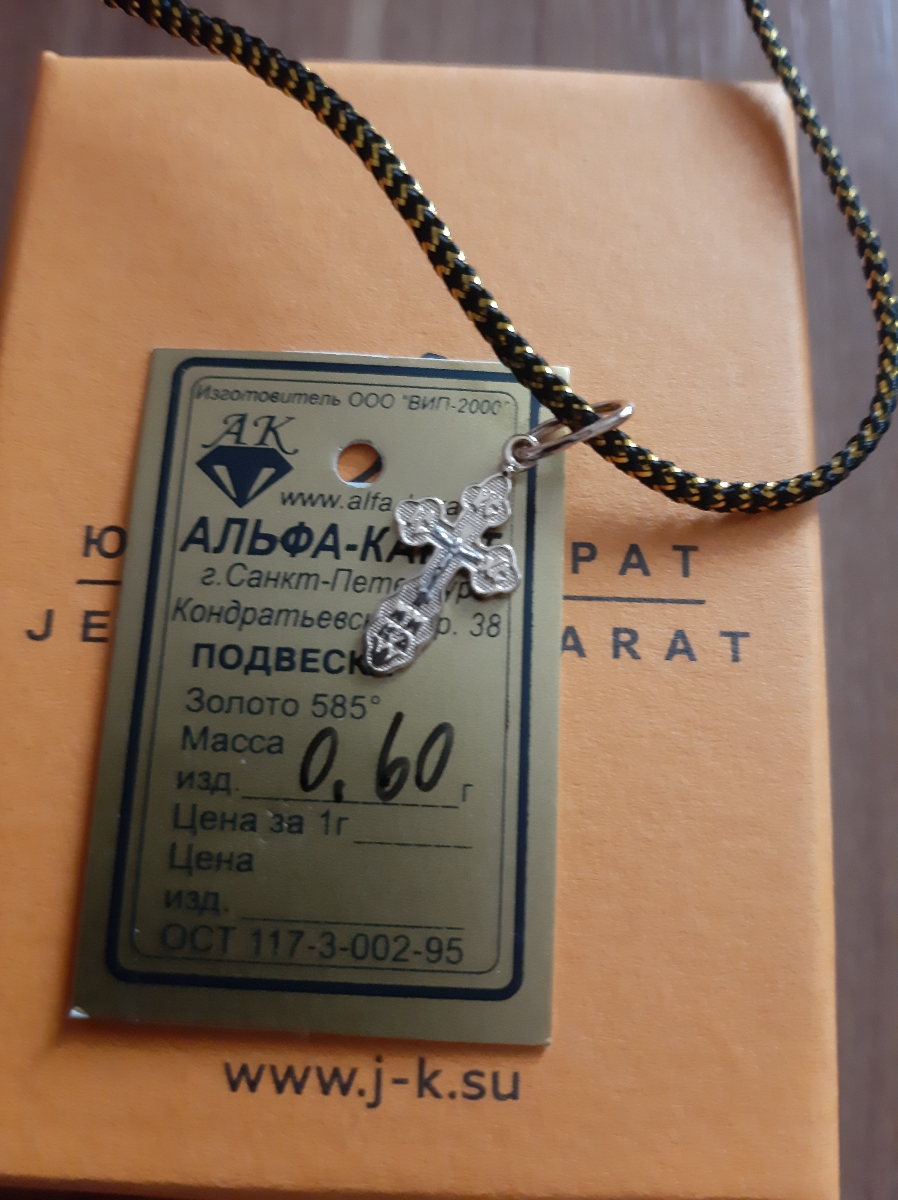 Изготовитель ООО "ВИП-2000"
АК
www.alfa
АЛЬФА-КА
г.Санкт-Пете
Кондратьевс р. 38
ПОДВЕСК
Золото 585°
Масса
изд. 0,60 г
Цена за 1г
Цена
изд.
ОСТ 117-3-002-95
Ю РАТ
JE ARAT
www.j-k.su